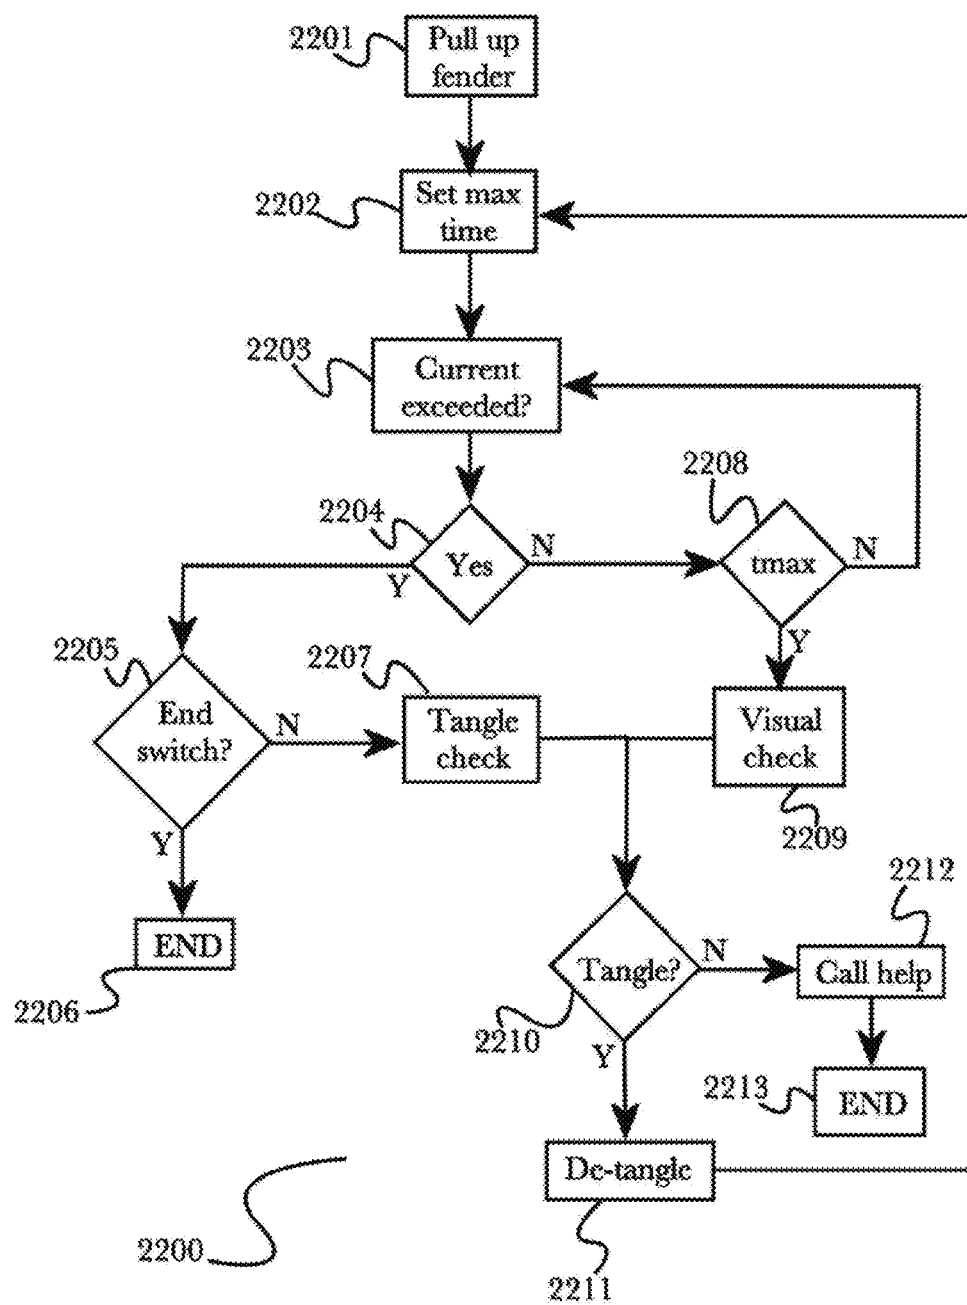 2201
Pull up
fender
2202
Set max
time
2203
Current
exceeded?
2208
2204
Yes
N
tmax
N
Y
Y
2205
2207
End
switch?
N
Tangle
check
Visual
check
Y
2209
2212
END
Tangle?
N
Call help
2206
2210
Y
2213
END
De-tangle
2200
2211